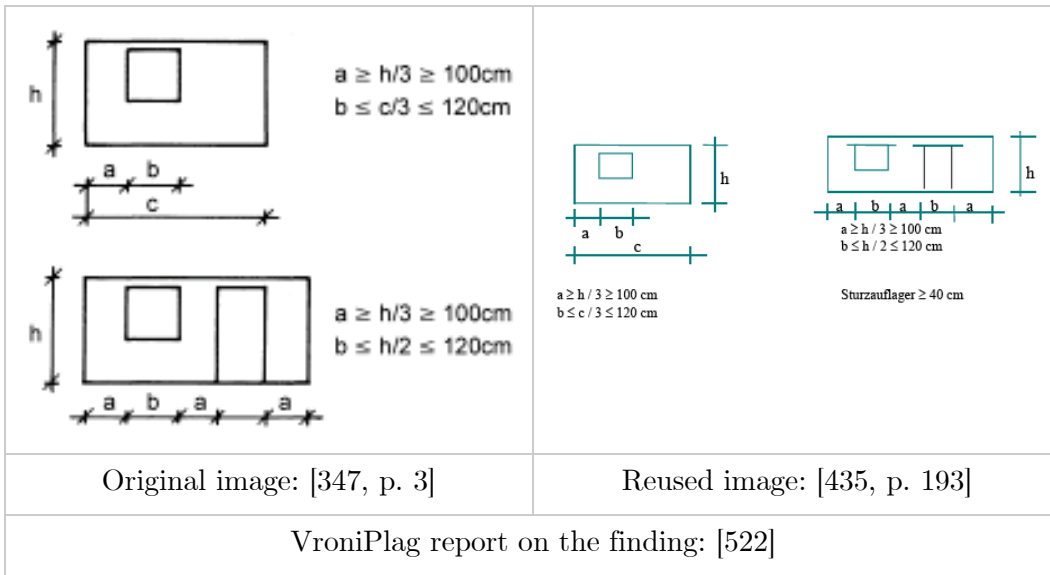 h
a ≥ h/3 ≥ 100cm
b ≤ c/3 ≤ 120cm
a b
c
h
a ≥ h/3 ≥ 100cm
b ≤ h/2 ≤ 120cm
a b a a
h
a b
c
a ≥ h / 3 ≥ 100 cm
b ≤ c / 3 ≤ 120 cm
h
a b a b a
a ≥ h / 3 ≥ 100 cm
b ≤ h / 2 ≤ 120 cm
Sturzauflager ≥ 40 cm
Original image: [347, p. 3]
Reused image: [435, p. 193]
VroniPlag report on the finding: [522]